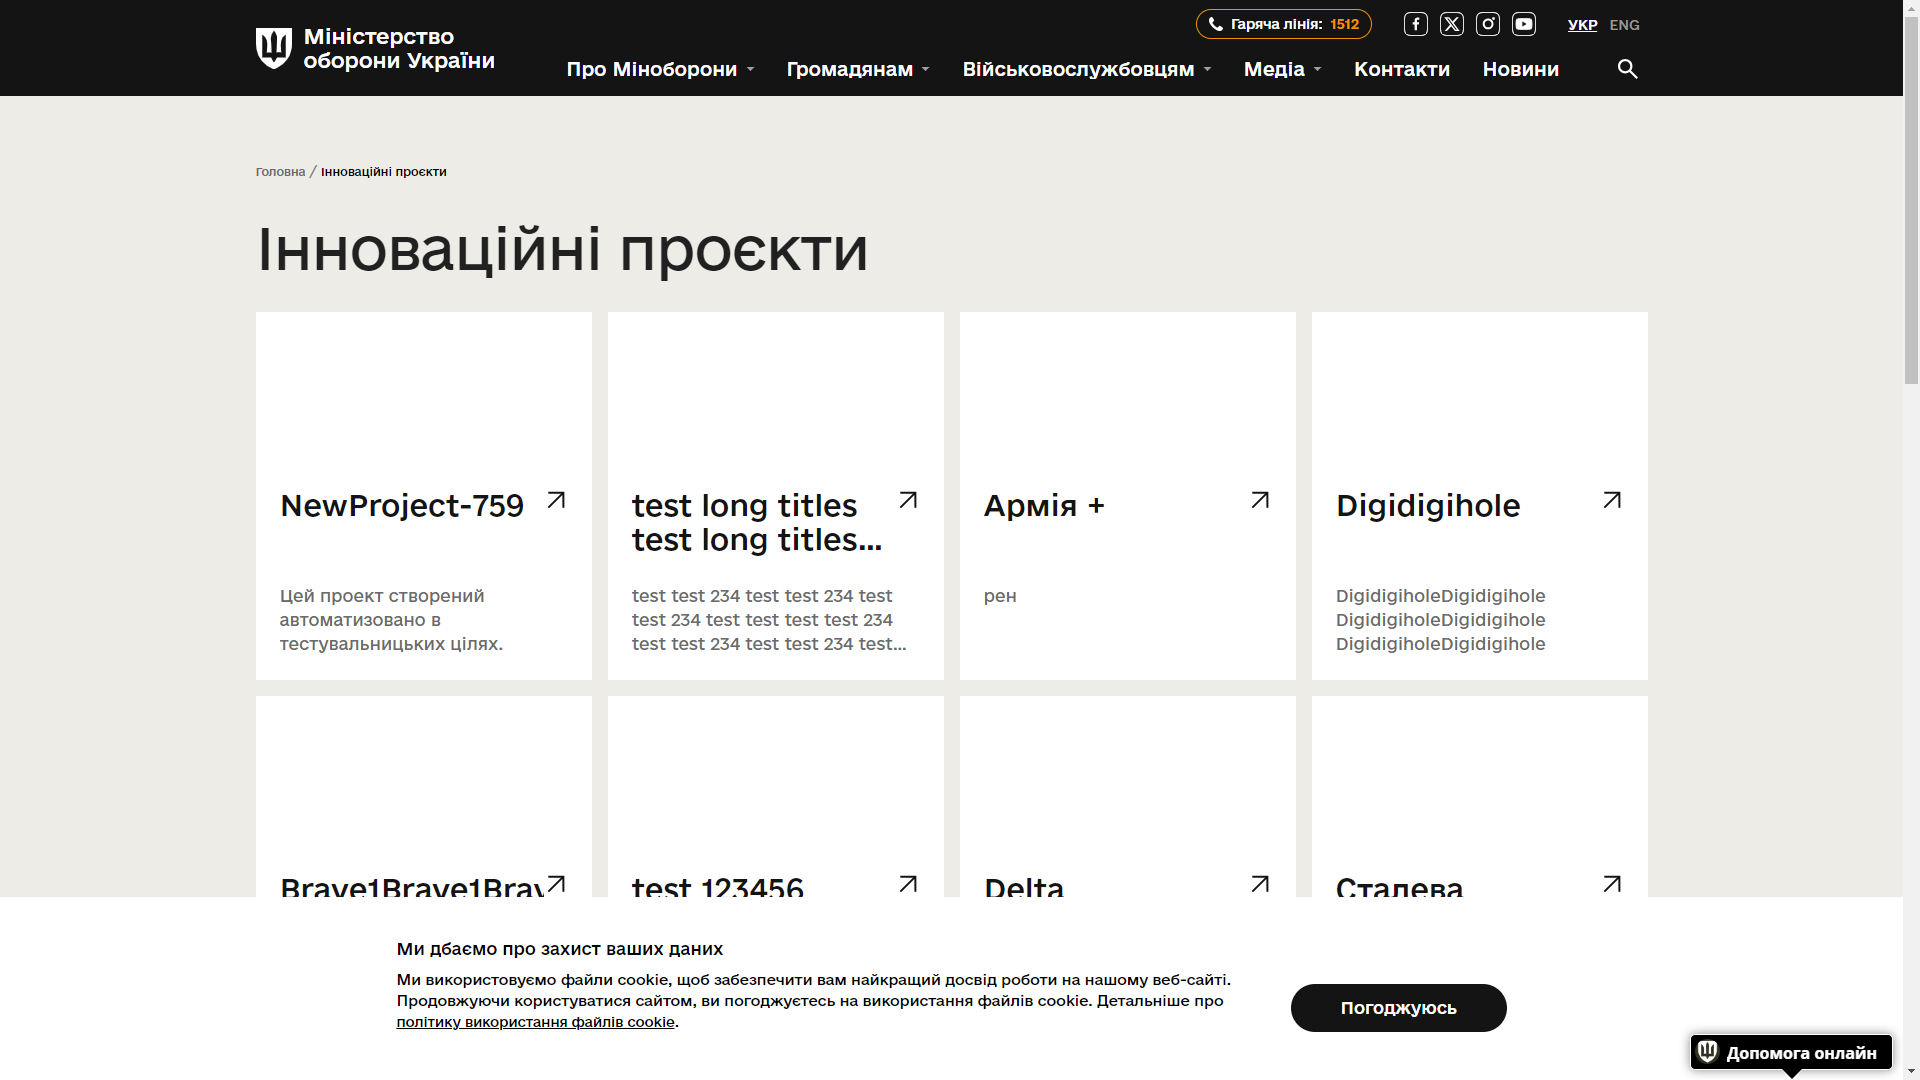 Міністерство
оборони України
Гаряча лінія: 1512
УКР ENG
Про Міноборони
Громадянам
Військовослужбовцям
Медіа
Контакти
Новини
Головна / Інноваційні проєкти
Інноваційні проєкти
NewProject-759
Цей проект створений
автоматизовано в
тестувальницьких цілях.
test long titles
test long titles...
test test 234 test test 234 test
test 234 test test test test 234
test test 234 test test 234 test...
Армія +
рен
Digidigihole
DigidigiholeDigidigihole
DigidigiholeDigidigihole
DigidigiholeDigidigihole
Brave1Brave1Brav
test 123456
Delta
Сталева
Ми дбаємо про захист ваших даних
Ми використовуємо файли cookie, щоб забезпечити вам найкращий досвід роботи на нашому веб-сайті.
Продовжуючи користуватися сайтом, ви погоджуєтесь на використання файлів cookie. Детальніше про
політику використання файлів cookie.
Погоджуюсь
Допомога онлайн